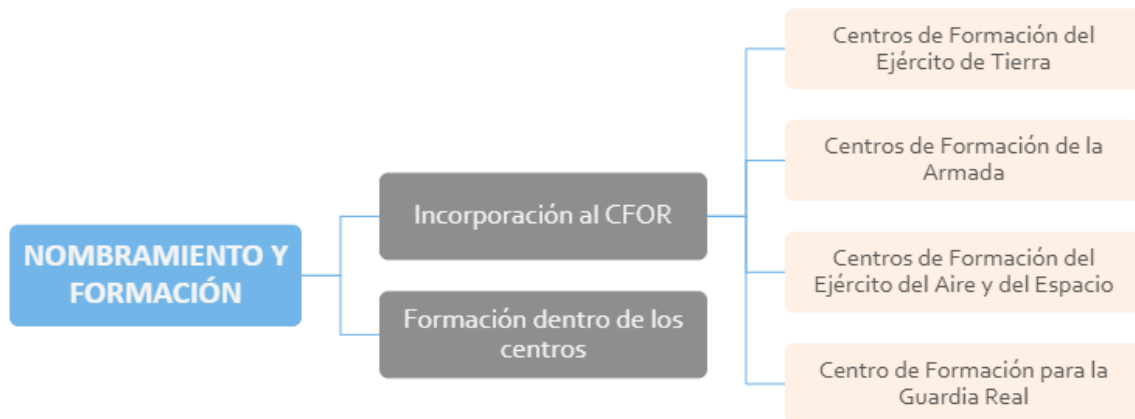 NOMBRAMIENTO Y
FORMACIÓN
Incorporación al CFOR
Formación dentro de los
centros
Centros de Formación del
Ejército de Tierra
Centros de Formación de la
Armada
Centros de Formación del
Ejército del Aire y del Espacio
Centro de Formación para la
Guardia Real